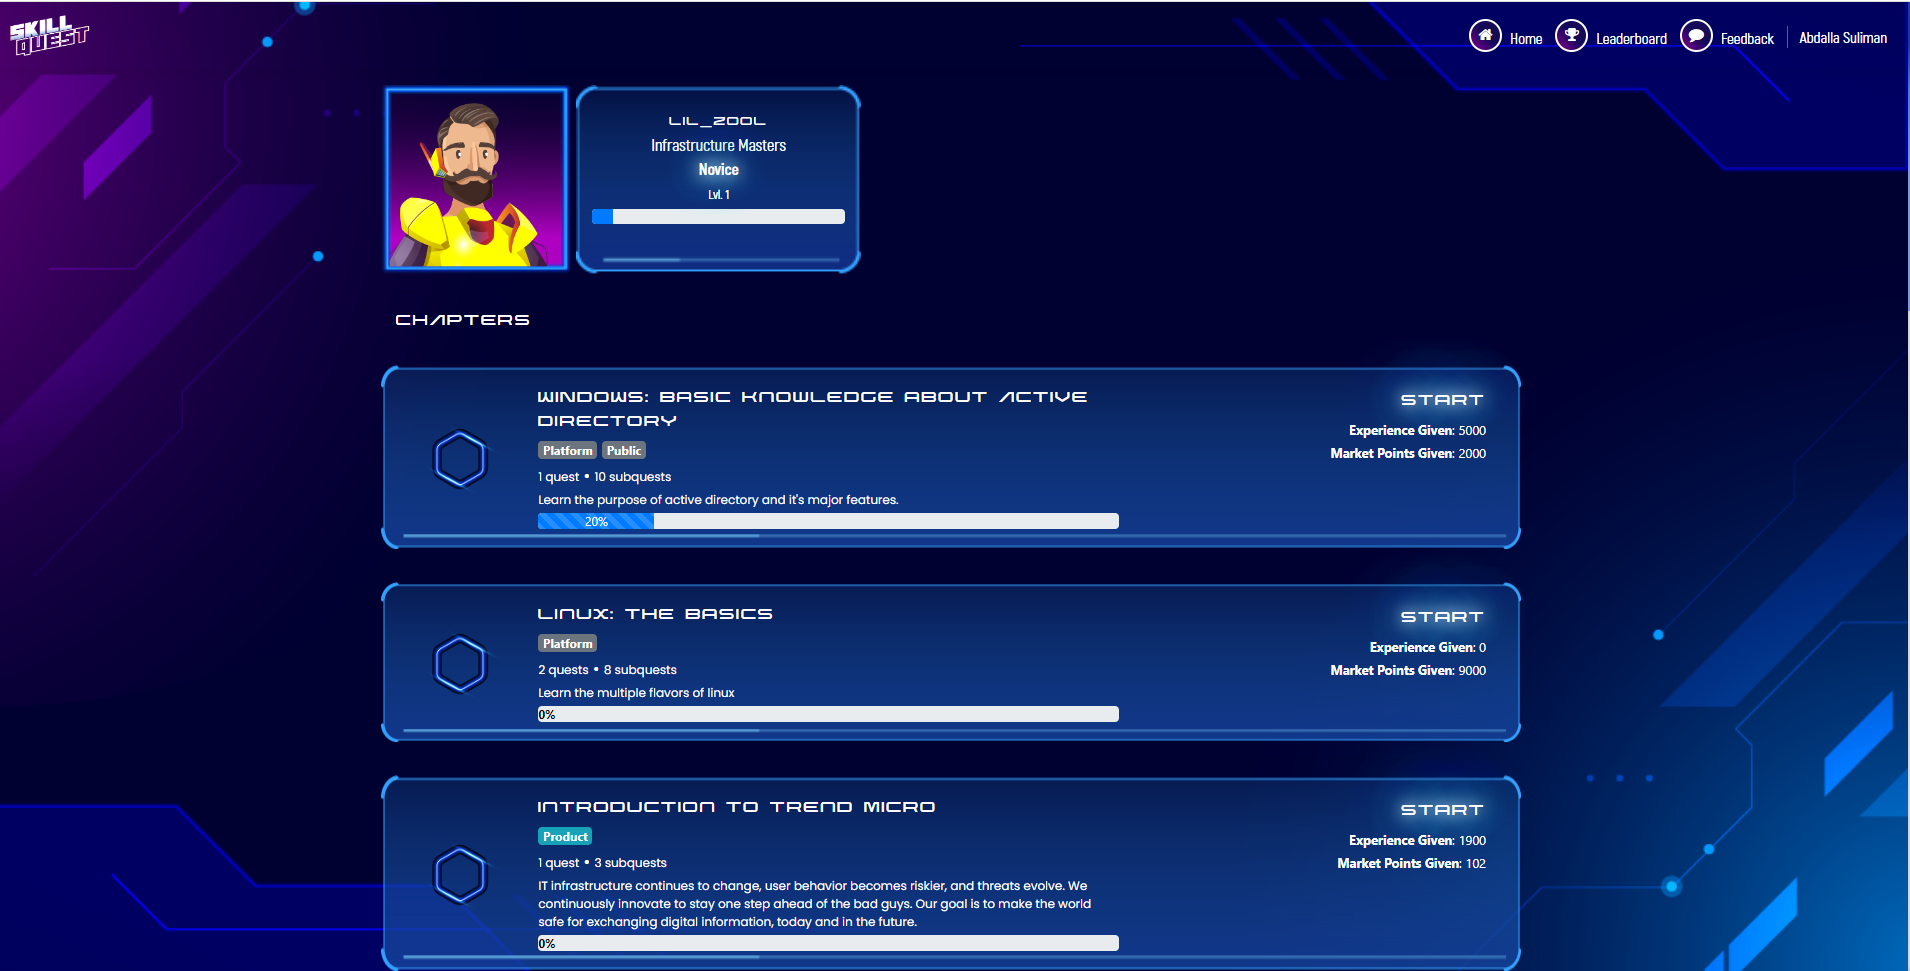 SKILL
QUEST
Home
Leaderboard
Feedback
Abdalla Suliman
LIL_ZOOL
Infrastructure Masters
Novice
Lvl. 1
CHAPTERS
WINDOWS: BASIC KNOWLEDGE ABOUT ACTIVE
DIRECTORY
Platform Public
1 quest • 10 subquests
Learn the purpose of active directory and it's major features.
20%
START
Experience Given: 5000
Market Points Given: 2000
LINUX: THE BASICS
Platform
2 quests • 8 subquests
Learn the multiple flavors of linux
0%
START
Experience Given: 0
Market Points Given: 9000
INTRODUCTION TO TREND MICRO
Product
1 quest • 3 subquests
IT infrastructure continues to change, user behavior becomes riskier, and threats evolve. We
continuously innovate to stay one step ahead of the bad guys. Our goal is to make the world
safe for exchanging digital information, today and in the future.
0%
START
Experience Given: 1900
Market Points Given: 102